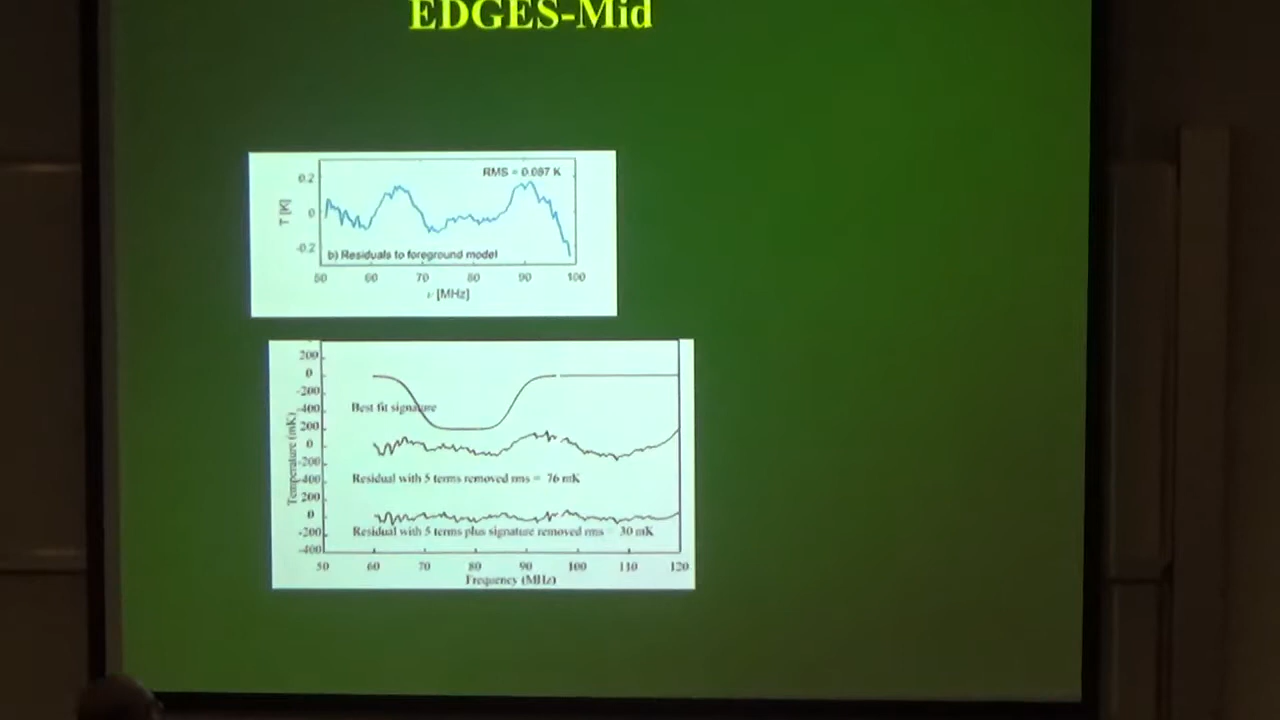 EDGES-Mid
RMS = 0.087 K
0.2
0
-0.2
T [K]
b) Residuals to foreground model
50 60 70 80 90 100
ν [MHz]
200
0
-200
-400
200
0
-200
-400
200
0
-200
-400
Temperature (mK)
Best fit signature
Residual with 5 terms removed rms = 76 mK
Residual with 5 terms plus signature removed rms = 30 mK
50 60 70 80 90 100 110 120
Frequency (MHz)